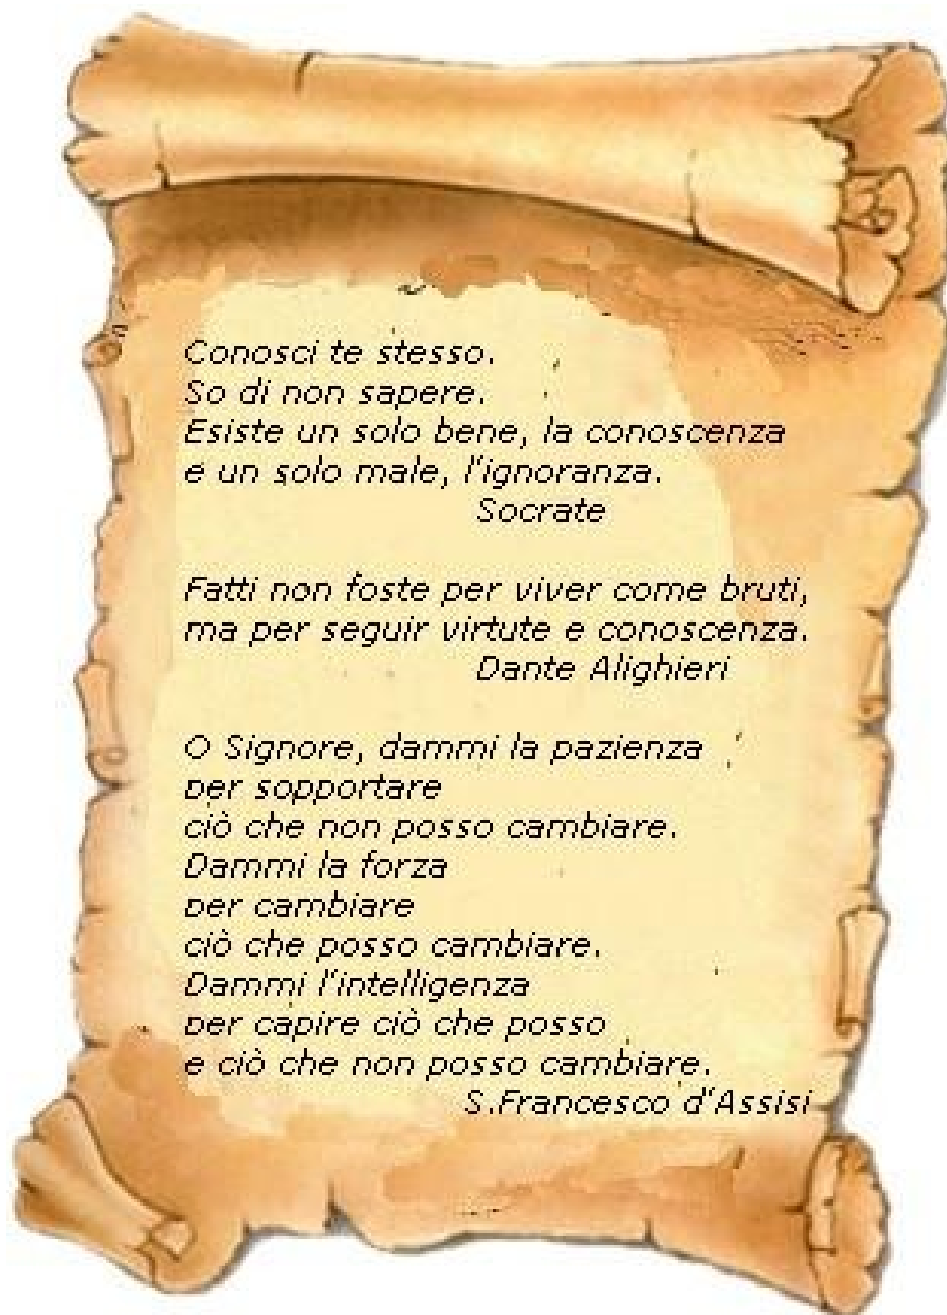 Conosci te stesso.
So di non sapere.
Esiste un solo bene, la conoscenza
e un solo male, l'ignoranza.
Socrate
Fatti non foste per viver come bruti,
ma per seguir virtute e conoscenza.
Dante Alighieri
O Signore, dammi la pazienza
per sopportare
ciò che non posso cambiare.
Dammi la forza
per cambiare
ciò che posso cambiare.
Dammi l'intelligenza
per capire ciò che posso
e ciò che non posso cambiare.
S.Francesco d'Assisi